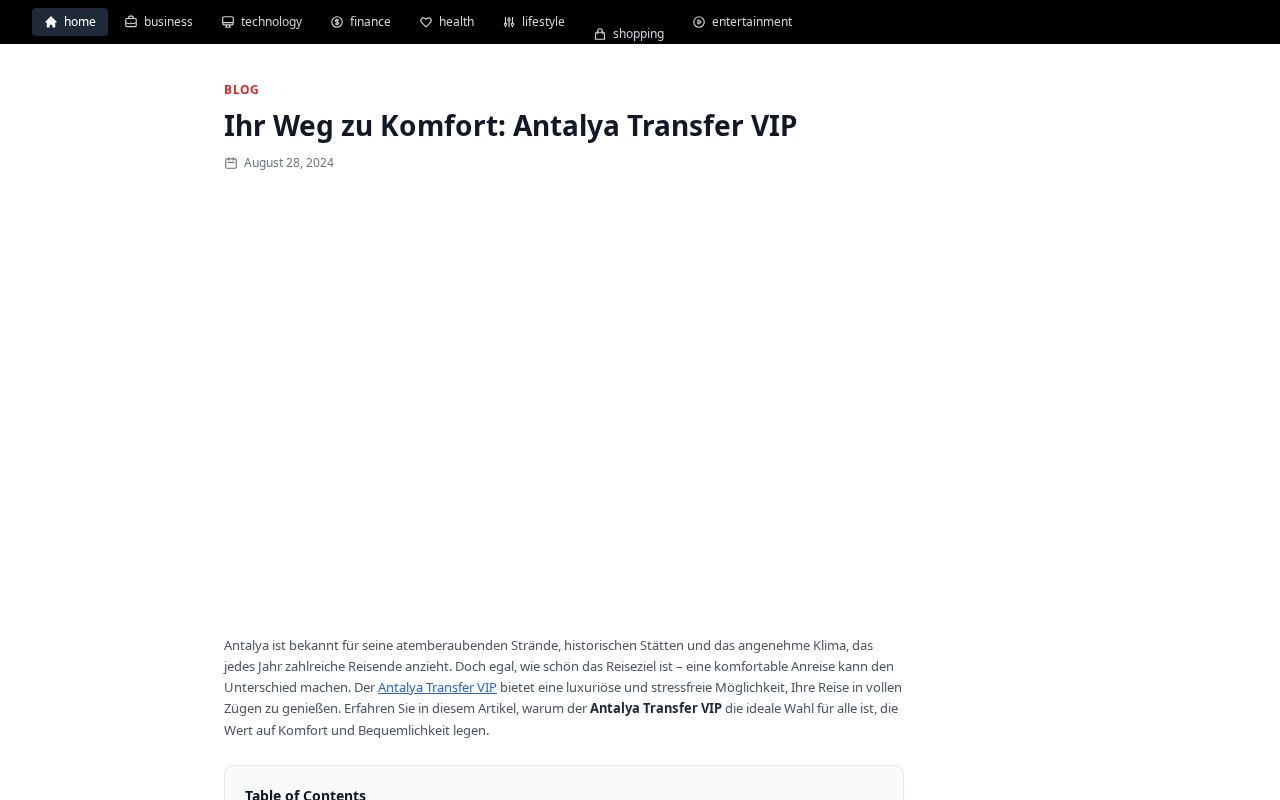 home business technology finance health lifestyle shopping entertainment
BLOG
Ihr Weg zu Komfort: Antalya Transfer VIP
August 28, 2024
Antalya ist bekannt für seine atemberaubenden Strände, historischen Stätten und das angenehme Klima, das
jedes Jahr zahlreiche Reisende anzieht. Doch egal, wie schön das Reiseziel ist – eine komfortable Anreise kann den
Unterschied machen. Der Antalya Transfer VIP bietet eine luxuriöse und stressfreie Möglichkeit, Ihre Reise in vollen
Zügen zu genießen. Erfahren Sie in diesem Artikel, warum der Antalya Transfer VIP die ideale Wahl für alle ist, die
Wert auf Komfort und Bequemlichkeit legen.
Table of Contents